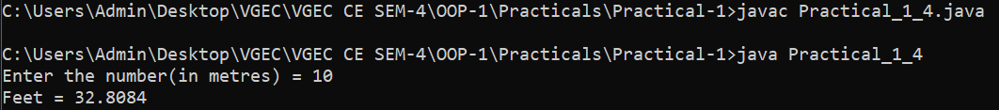 C:\Users\Admin\Desktop\VGEC\VGEC CE SEM-4\OOP-1\Practicals\Practical-1>javac Practical_1_4.java
C:\Users\Admin\Desktop\VGEC\VGEC CE SEM-4\OOP-1\Practicals\Practical-1>java Practical_1_4
Enter the number(in metres) = 10
Feet = 32.8084